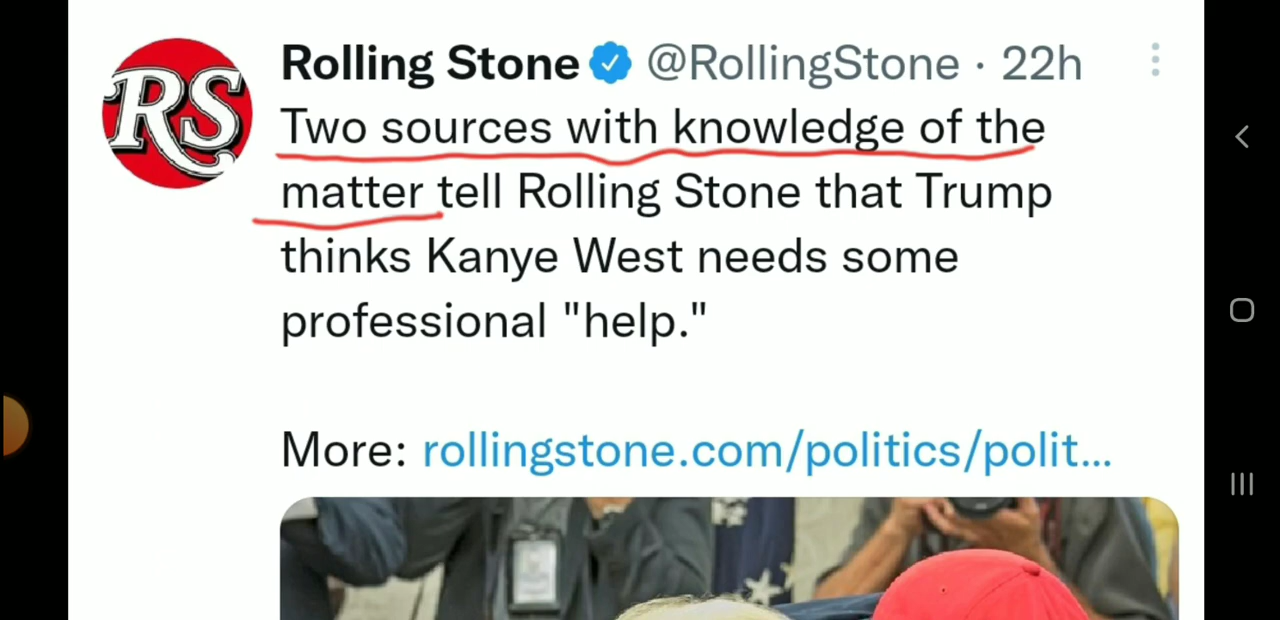 RS
Rolling Stone @RollingStone · 22h
Two sources with knowledge of the
matter tell Rolling Stone that Trump
thinks Kanye West needs some
professional "help."
More: rollingstone.com/politics/polit...